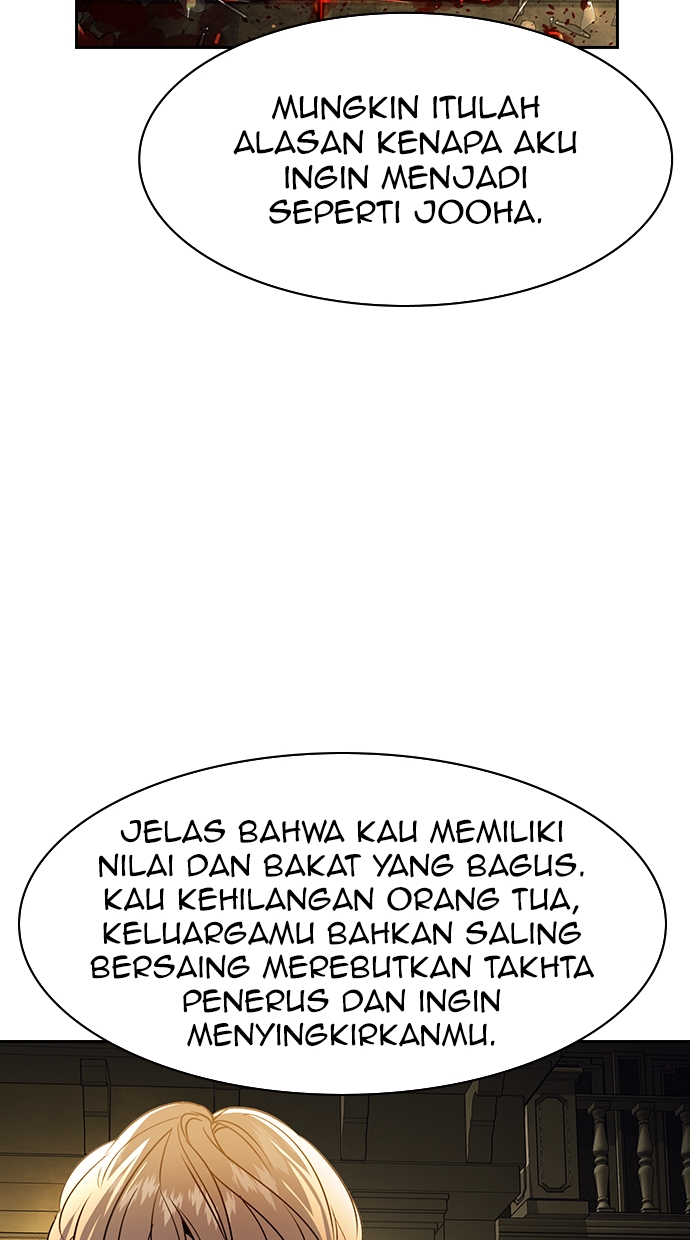 MUNGKIN ITULAH
ALASAN KENAPA AKU
INGIN MENJADI
SEPERTI JOOHA.
JELAS BAHWA KAU MEMILIKI
NILAI DAN BAKAT YANG BAGUS.
KAU KEHILANGAN ORANG TUA,
KELUARGAMU BAHKAN SALING
BERSAING MEREBUTKAN TAKHTA
PENERUS DAN INGIN
MENYINGKIRKANMU.